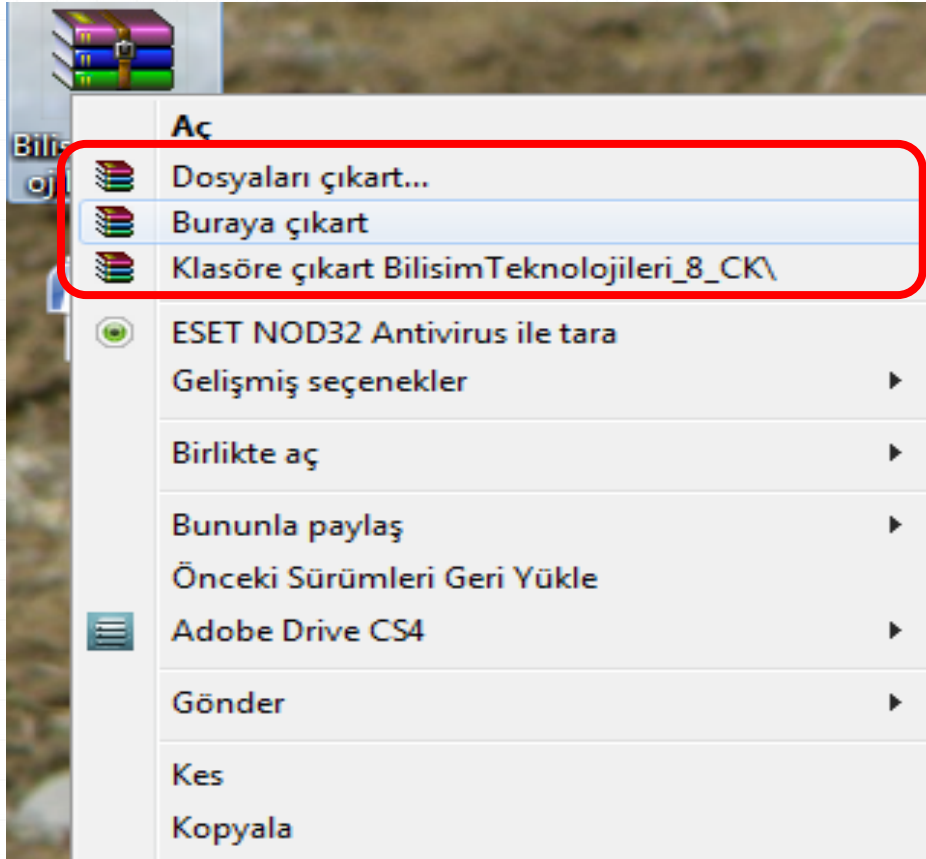 Aç
Dosyaları çıkart...
Buraya çıkart
Klasöre çıkart BilisimTeknolojileri_8_CK\
ESET NOD32 Antivirus ile tara
Gelişmiş seçenekler
Birlikte aç
Bununla paylaş
Önceki Sürümleri Geri Yükle
Adobe Drive CS4
Gönder
Kes
Kopyala